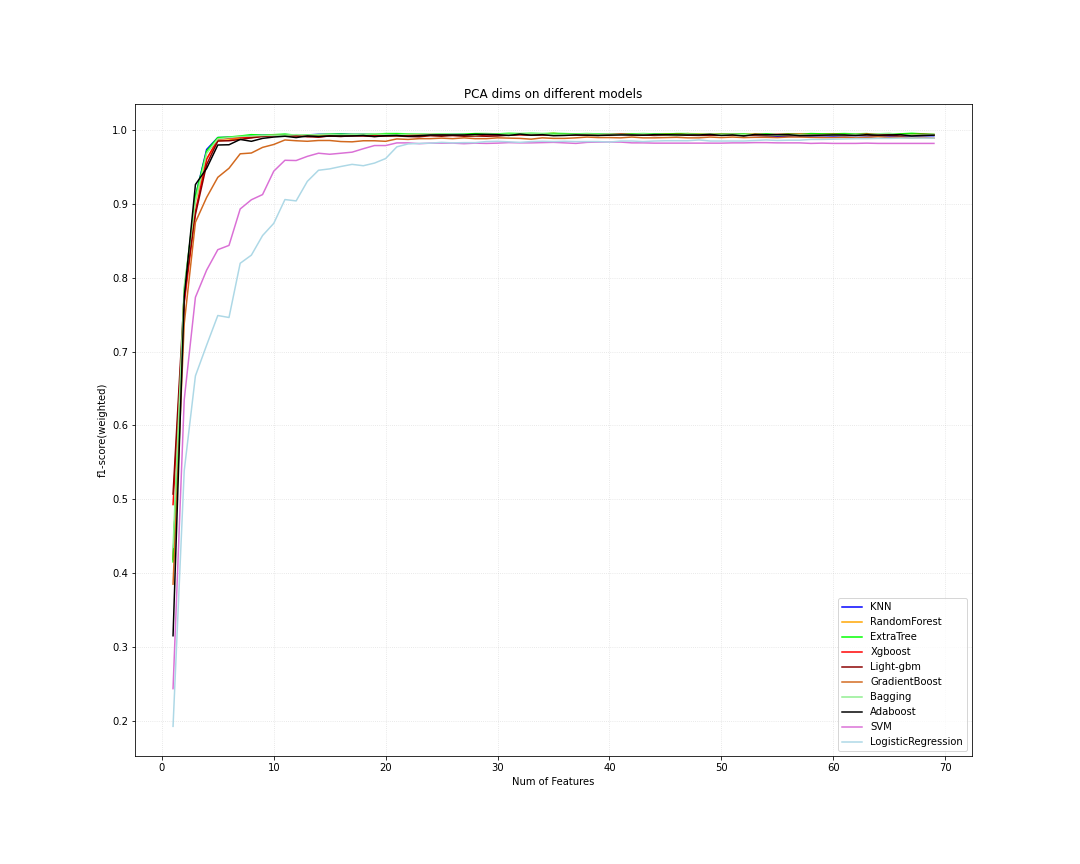 PCA dims on different models
f1-score(weighted)
1.0
0.9
0.8
0.7
0.6
0.5
0.4
0.3
0.2
0 10 20 30 40 50 60 70
Num of Features
KNN
RandomForest
ExtraTree
Xgboost
Light-gbm
GradientBoost
Bagging
Adaboost
SVM
LogisticRegression